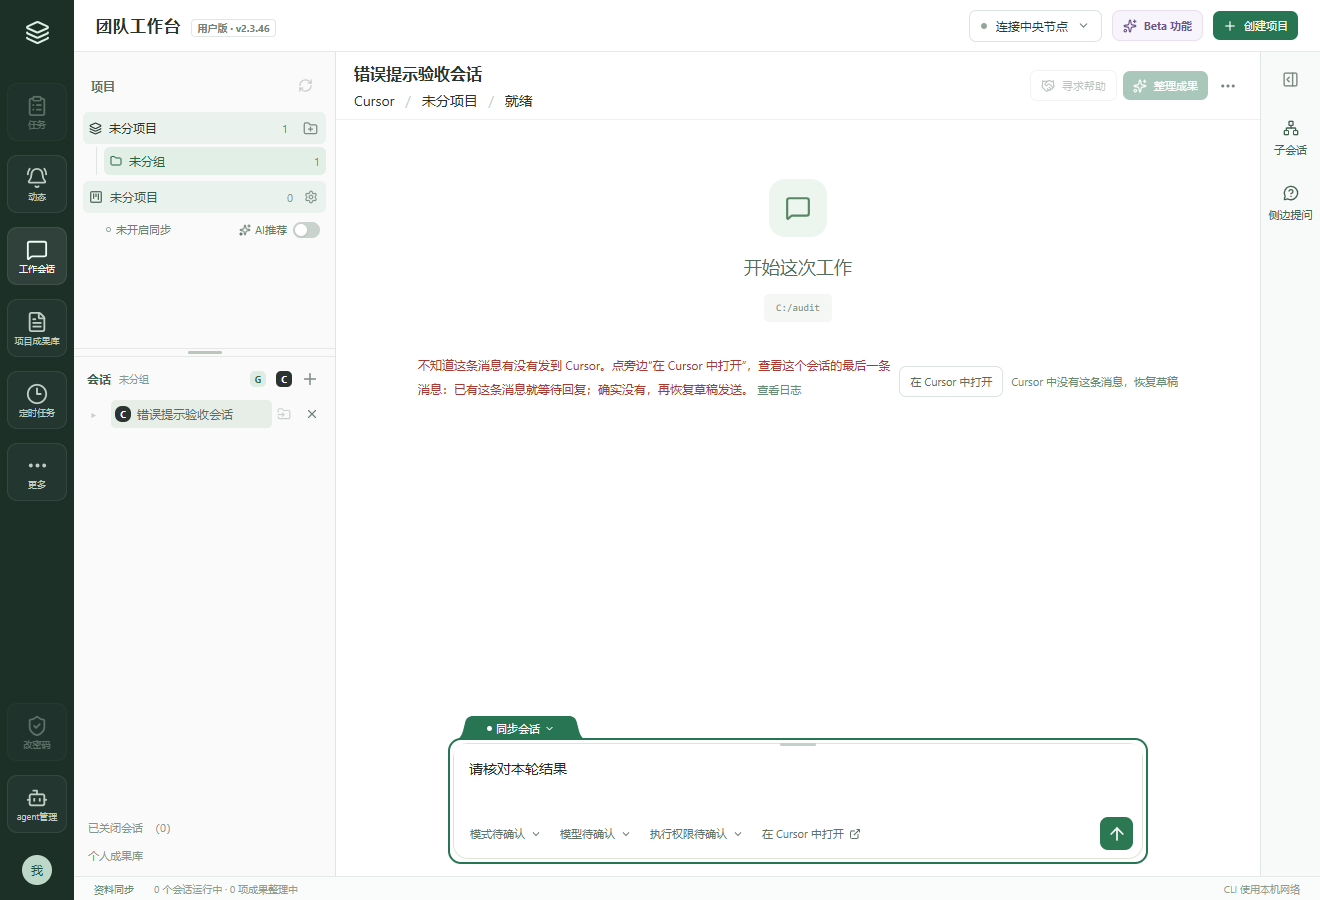 团队工作台
用户版 · v2.3.46
连接中央节点
Beta 功能
创建项目
任务
动态
工作会话
项目成果库
定时任务
更多
改密码
agent管理
我
项目
未分项目
1
未分组
1
未分项目
0
未开启同步
AI推荐
会话
未分组
G
C
C
错误提示验收会话
已关闭会话 (0)
个人成果库
错误提示验收会话
Cursor / 未分项目 / 就绪
寻求帮助
整理成果
开始这次工作
C:/audit
不知道这条消息有没有发到 Cursor。点旁边“在 Cursor 中打开”，查看这个会话的最后一条
消息：已有这条消息就等待回复；确实没有，再恢复草稿发送。 查看日志
在 Cursor 中打开
Cursor 中没有这条消息，恢复草稿
同步会话
请核对本轮结果
模式待确认
模型待确认
执行权限待确认
在 Cursor 中打开
子会话
侧边提问
资料同步
0 个会话运行中 · 0 项成果整理中
CLI 使用本机网络